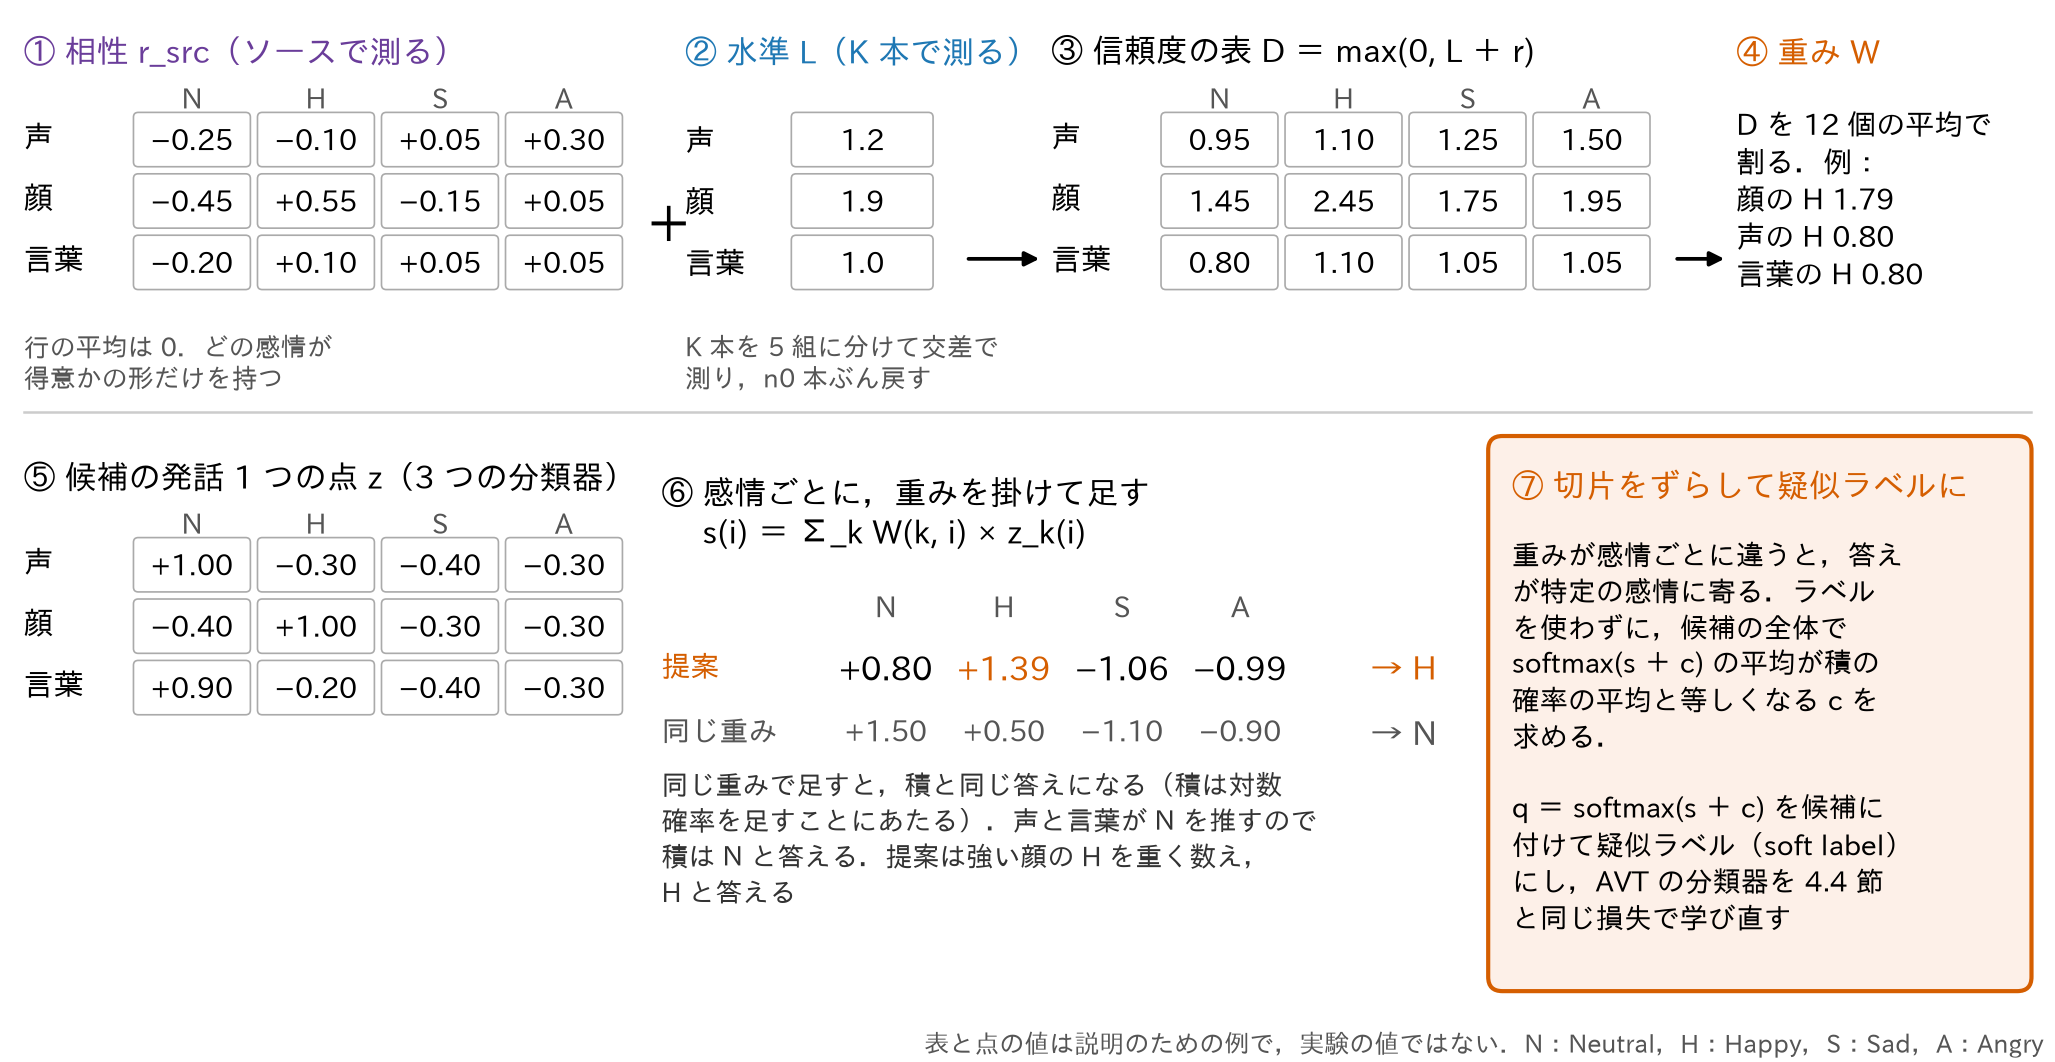 ① 相性 r_src（ソースで測る）
N H S A
声 −0.25 −0.10 +0.05 +0.30
顔 −0.45 +0.55 −0.15 +0.05
言葉 −0.20 +0.10 +0.05 +0.05
行の平均は 0．どの感情が
得意かの形だけを持つ
+
② 水準 L（K 本で測る）
声 1.2
顔 1.9
言葉 1.0
K 本を 5 組に分けて交差で
測り，n0 本ぶん戻す
③ 信頼度の表 D = max(0, L + r)
N H S A
声 0.95 1.10 1.25 1.50
顔 1.45 2.45 1.75 1.95
言葉 0.80 1.10 1.05 1.05
④ 重み W
D を 12 個の平均で
割る．例：
顔の H 1.79
声の H 0.80
言葉の H 0.80
⑤ 候補の発話 1 つの点 z（3 つの分類器）
N H S A
声 +1.00 −0.30 −0.40 −0.30
顔 −0.40 +1.00 −0.30 −0.30
言葉 +0.90 −0.20 −0.40 −0.30
⑥ 感情ごとに，重みを掛けて足す
s(i) = Σ_k W(k, i) × z_k(i)
N H S A
提案 +0.80 +1.39 −1.06 −0.99 → H
同じ重み +1.50 +0.50 −1.10 −0.90 → N
同じ重みで足すと，積と同じ答えになる（積は対数
確率を足すことにあたる）．声と言葉が N を推すので
積は N と答える．提案は強い顔の H を重く数え，
H と答える
⑦ 切片をずらして疑似ラベルに
重みが感情ごとに違うと，答え
が特定の感情に寄る．ラベル
を使わずに，候補の全体で
softmax(s + c) の平均が積の
確率の平均と等しくなる c を
求める．
q = softmax(s + c) を候補に
付けて疑似ラベル（soft label）
にし，AVT の分類器を 4.4 節
と同じ損失で学び直す
表と点の値は説明のための例で，実験の値ではない．N：Neutral，H：Happy，S：Sad，A：Angry